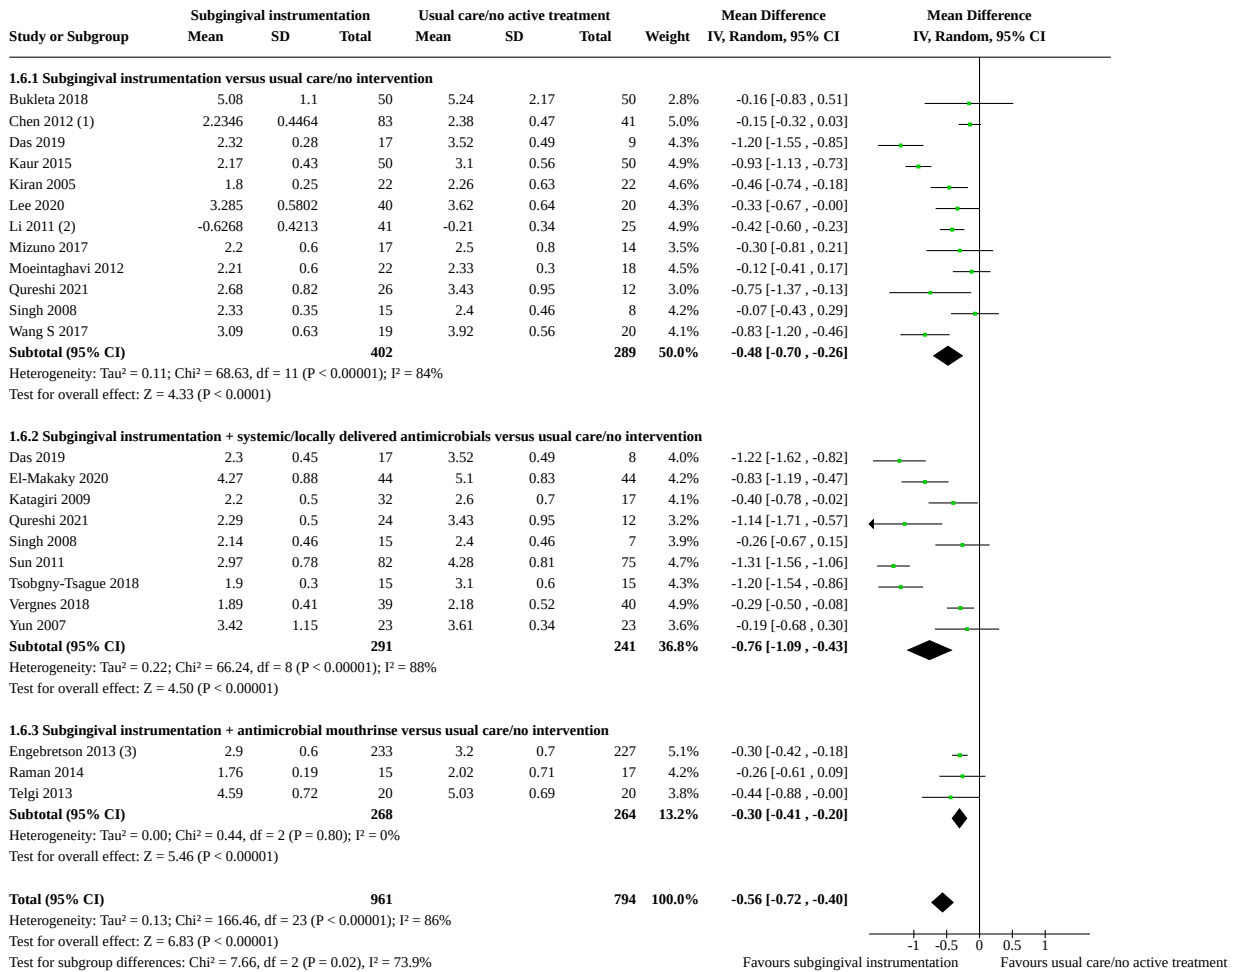 Subgingival instrumentation Usual care/no active treatment Mean Difference Mean Difference
Study or Subgroup Mean SD Total Mean SD Total Weight IV, Random, 95% CI IV, Random, 95% CI
1.6.1 Subgingival instrumentation versus usual care/no intervention
Bukleta 2018 5.08 1.1 50 5.24 2.17 50 2.8% -0.16 [-0.83 , 0.51]
Chen 2012 (1) 2.2346 0.4464 83 2.38 0.47 41 5.0% -0.15 [-0.32 , 0.03]
Das 2019 2.32 0.28 17 3.52 0.49 9 4.3% -1.20 [-1.55 , -0.85]
Kaur 2015 2.17 0.43 50 3.1 0.56 50 4.9% -0.93 [-1.13 , -0.73]
Kiran 2005 1.8 0.25 22 2.26 0.63 22 4.6% -0.46 [-0.74 , -0.18]
Lee 2020 3.285 0.5802 40 3.62 0.64 20 4.3% -0.33 [-0.67 , -0.00]
Li 2011 (2) -0.6268 0.4213 41 -0.21 0.34 25 5.0% -0.42 [-0.60 , -0.23]
Mizuno 2017 2.2 0.6 17 2.5 0.8 14 3.5% -0.30 [-0.81 , 0.21]
Moeintaghavi 2012 2.21 0.6 22 2.33 0.3 18 4.5% -0.12 [-0.41 , 0.17]
Qureshi 2021 2.68 0.82 26 3.43 0.95 12 3.0% -0.75 [-1.37 , -0.13]
Singh 2008 2.33 0.35 15 2.4 0.46 8 4.2% -0.07 [-0.43 , 0.29]
Wang S 2017 3.09 0.63 19 3.92 0.56 20 4.1% -0.83 [-1.20 , -0.46]
Subtotal (95% CI) 402 289 50.0% -0.48 [-0.70 , -0.26]
Heterogeneity: Tau² = 0.11; Chi² = 68.63, df = 11 (P < 0.00001); I² = 84%
Test for overall effect: Z = 4.33 (P < 0.0001)
1.6.2 Subgingival instrumentation + systemic/locally delivered antimicrobials versus usual care/no intervention
Das 2019 2.3 0.45 17 3.52 0.49 8 4.0% -1.22 [-1.62 , -0.82]
El-Makaky 2020 4.27 0.88 44 5.1 0.83 44 4.2% -0.83 [-1.19 , -0.47]
Katagiri 2009 2.2 0.5 32 2.6 0.7 17 4.1% -0.40 [-0.78 , -0.02]
Qureshi 2021 2.29 0.5 24 3.43 0.95 12 3.2% -1.14 [-1.71 , -0.57]
Singh 2008 2.14 0.46 15 2.4 0.46 7 3.9% -0.26 [-0.67 , 0.15]
Sun 2011 2.97 0.78 82 4.28 0.81 75 4.7% -1.31 [-1.56 , -1.06]
Tsobgny-Tsague 2018 1.9 0.3 15 3.1 0.6 15 4.3% -1.20 [-1.54 , -0.86]
Vergnes 2018 1.89 0.41 39 2.18 0.52 40 4.9% -0.29 [-0.50 , -0.08]
Yun 2007 3.42 1.15 23 3.61 0.34 23 3.6% -0.19 [-0.68 , 0.30]
Subtotal (95% CI) 291 241 36.8% -0.76 [-1.09 , -0.43]
Heterogeneity: Tau² = 0.22; Chi² = 66.24, df = 8 (P < 0.00001); I² = 88%
Test for overall effect: Z = 4.50 (P < 0.00001)
1.6.3 Subgingival instrumentation + antimicrobial mouthrinse versus usual care/no intervention
Engebretson 2013 (3) 2.9 0.6 233 3.2 0.7 227 5.1% -0.30 [-0.42 , -0.18]
Raman 2014 1.76 0.19 15 2.02 0.71 17 4.2% -0.26 [-0.61 , 0.09]
Telgi 2013 4.59 0.72 20 5.03 0.69 20 3.8% -0.44 [-0.88 , -0.00]
Subtotal (95% CI) 268 264 13.2% -0.30 [-0.41 , -0.20]
Heterogeneity: Tau² = 0.00; Chi² = 0.44, df = 2 (P = 0.80); I² = 0%
Test for overall effect: Z = 5.46 (P < 0.00001)
Total (95% CI) 961 794 100.0% -0.56 [-0.72 , -0.40]
Heterogeneity: Tau² = 0.13; Chi² = 166.46, df = 23 (P < 0.00001); I² = 86%
Test for overall effect: Z = 6.83 (P < 0.00001)
-1 -0.5 0 0.5 1
Test for subgroup differences: Chi² = 7.66, df = 2 (P = 0.02), I² = 73.9%
Favours subgingival instrumentation Favours usual care/no active treatment